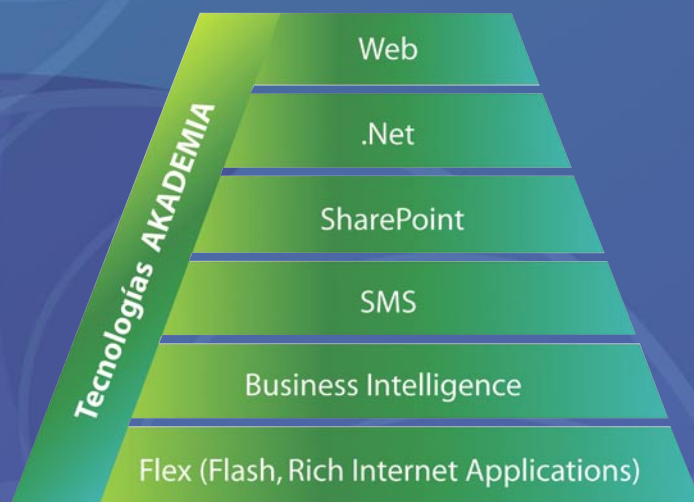 Tecnologías AKADEMIA
Web
.Net
SharePoint
SMS
Business Intelligence
Flex (Flash, Rich Internet Applications)